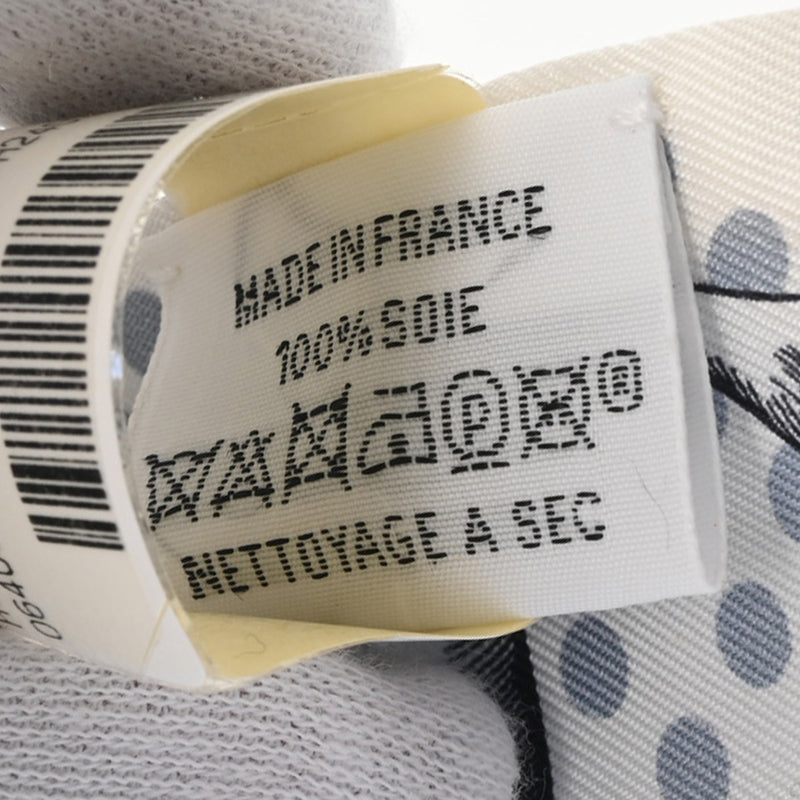 MADE IN FRANCE
100% SOIE
P
®
NETTOYAGE A SEC